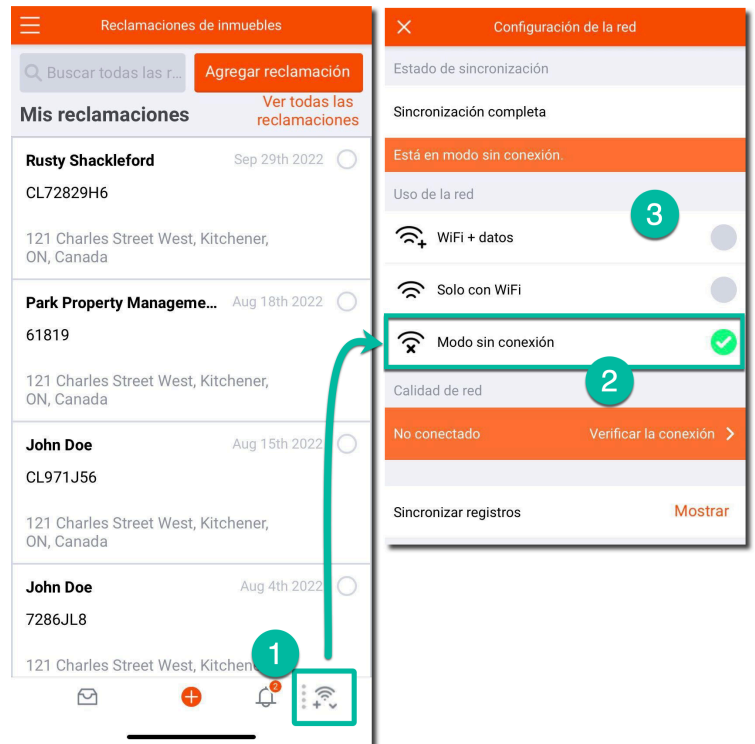 Reclamaciones de inmuebles
Buscar todas las r... Agregar reclamación
Mis reclamaciones
Ver todas las
reclamaciones
Rusty Shackleford Sep 29th 2022
CL72829H6
121 Charles Street West, Kitchener,
ON, Canada
Park Property Manageme... Aug 18th 2022
61819
121 Charles Street West, Kitchener,
ON, Canada
John Doe Aug 15th 2022
CL971J56
121 Charles Street West, Kitchener,
ON, Canada
John Doe Aug 4th 2022
7286JL8
121 Charles Street West, Kitchen
1
2
Configuración de la red
Estado de sincronización
Sincronización completa
Está en modo sin conexión.
Uso de la red
3
WiFi + datos
Solo con WiFi
Modo sin conexión
2
Calidad de red
No conectado Verificar la conexión
Sincronizar registros Mostrar